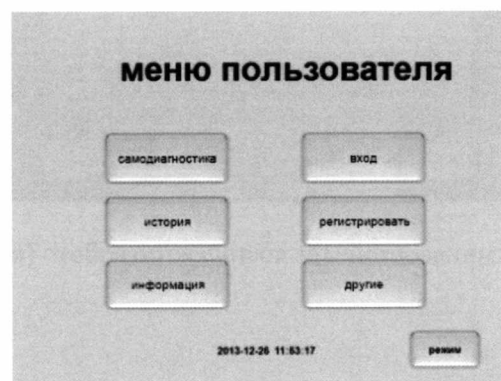 меню пользователя
самодиагностика вход
история регистрировать
информация другие
2013-12-26 11:53:17 режим